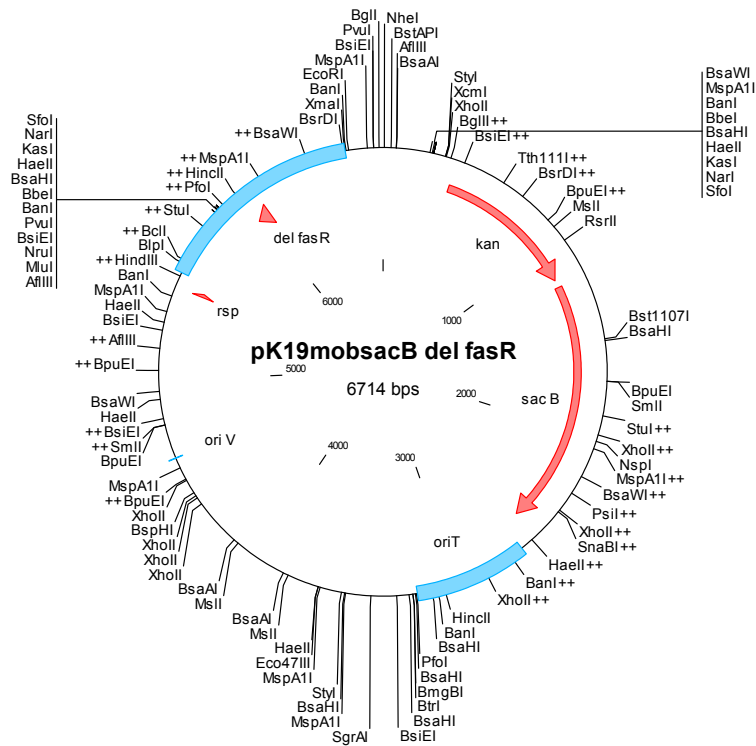 BglI
PvuI
BsiEI
MspA1I
EcoRI
BanI
XmaI
BsrDI
NheI
BstAPI
AflIII
BsaAI
StyI
XcmI
XhoII
BglII++
BsiEI++
BsaWI
MspA1I
BanI
BbeI
BsaHI
HaeII
KasI
NarI
SfoI
Tth111I++
BsrDI++
BpuEI++
MslI
RsrII
Bst1107I
BsaHI
BpuEI
SmlI
StuI++
XhoII++
NspI
MspA1I++
BsaWI++
PsiI++
XhoII++
SnaBI++
HaeII++
BanI++
XhoII++
HincII
BanI
BsaHI
PfoI
BsaHI
BmgBI
BtrI
BsaHI
BsiEI
SgrAI
MspA1I
BsaHI
StyI
MspA1I
Eco47III
HaeII
MslI
BsaAI
MslI
BsaAI
XhoII
XhoII
XhoII
BspHI
XhoII
++BpuEI
MspA1I
BpuEI
++SmlI
++BsiEI
HaeII
BsaWI
++BpuEI
++AflIII
BsiEI
HaeII
MspA1I
BanI
++HindIII
BlpI
++BclI
++StuI
++PfoI
++HincII
++MspA1I
++BsaWI
SfoI
NarI
KasI
HaeII
BsaHI
BbeI
BanI
PvuI
BsiEI
NruI
MluI
AflIII
del fasR
kan
rsp
I
6000
1000
pK19mobsacB del fasR
5000
6714 bps
2000
sac B
ori V
4000
3000
oriT